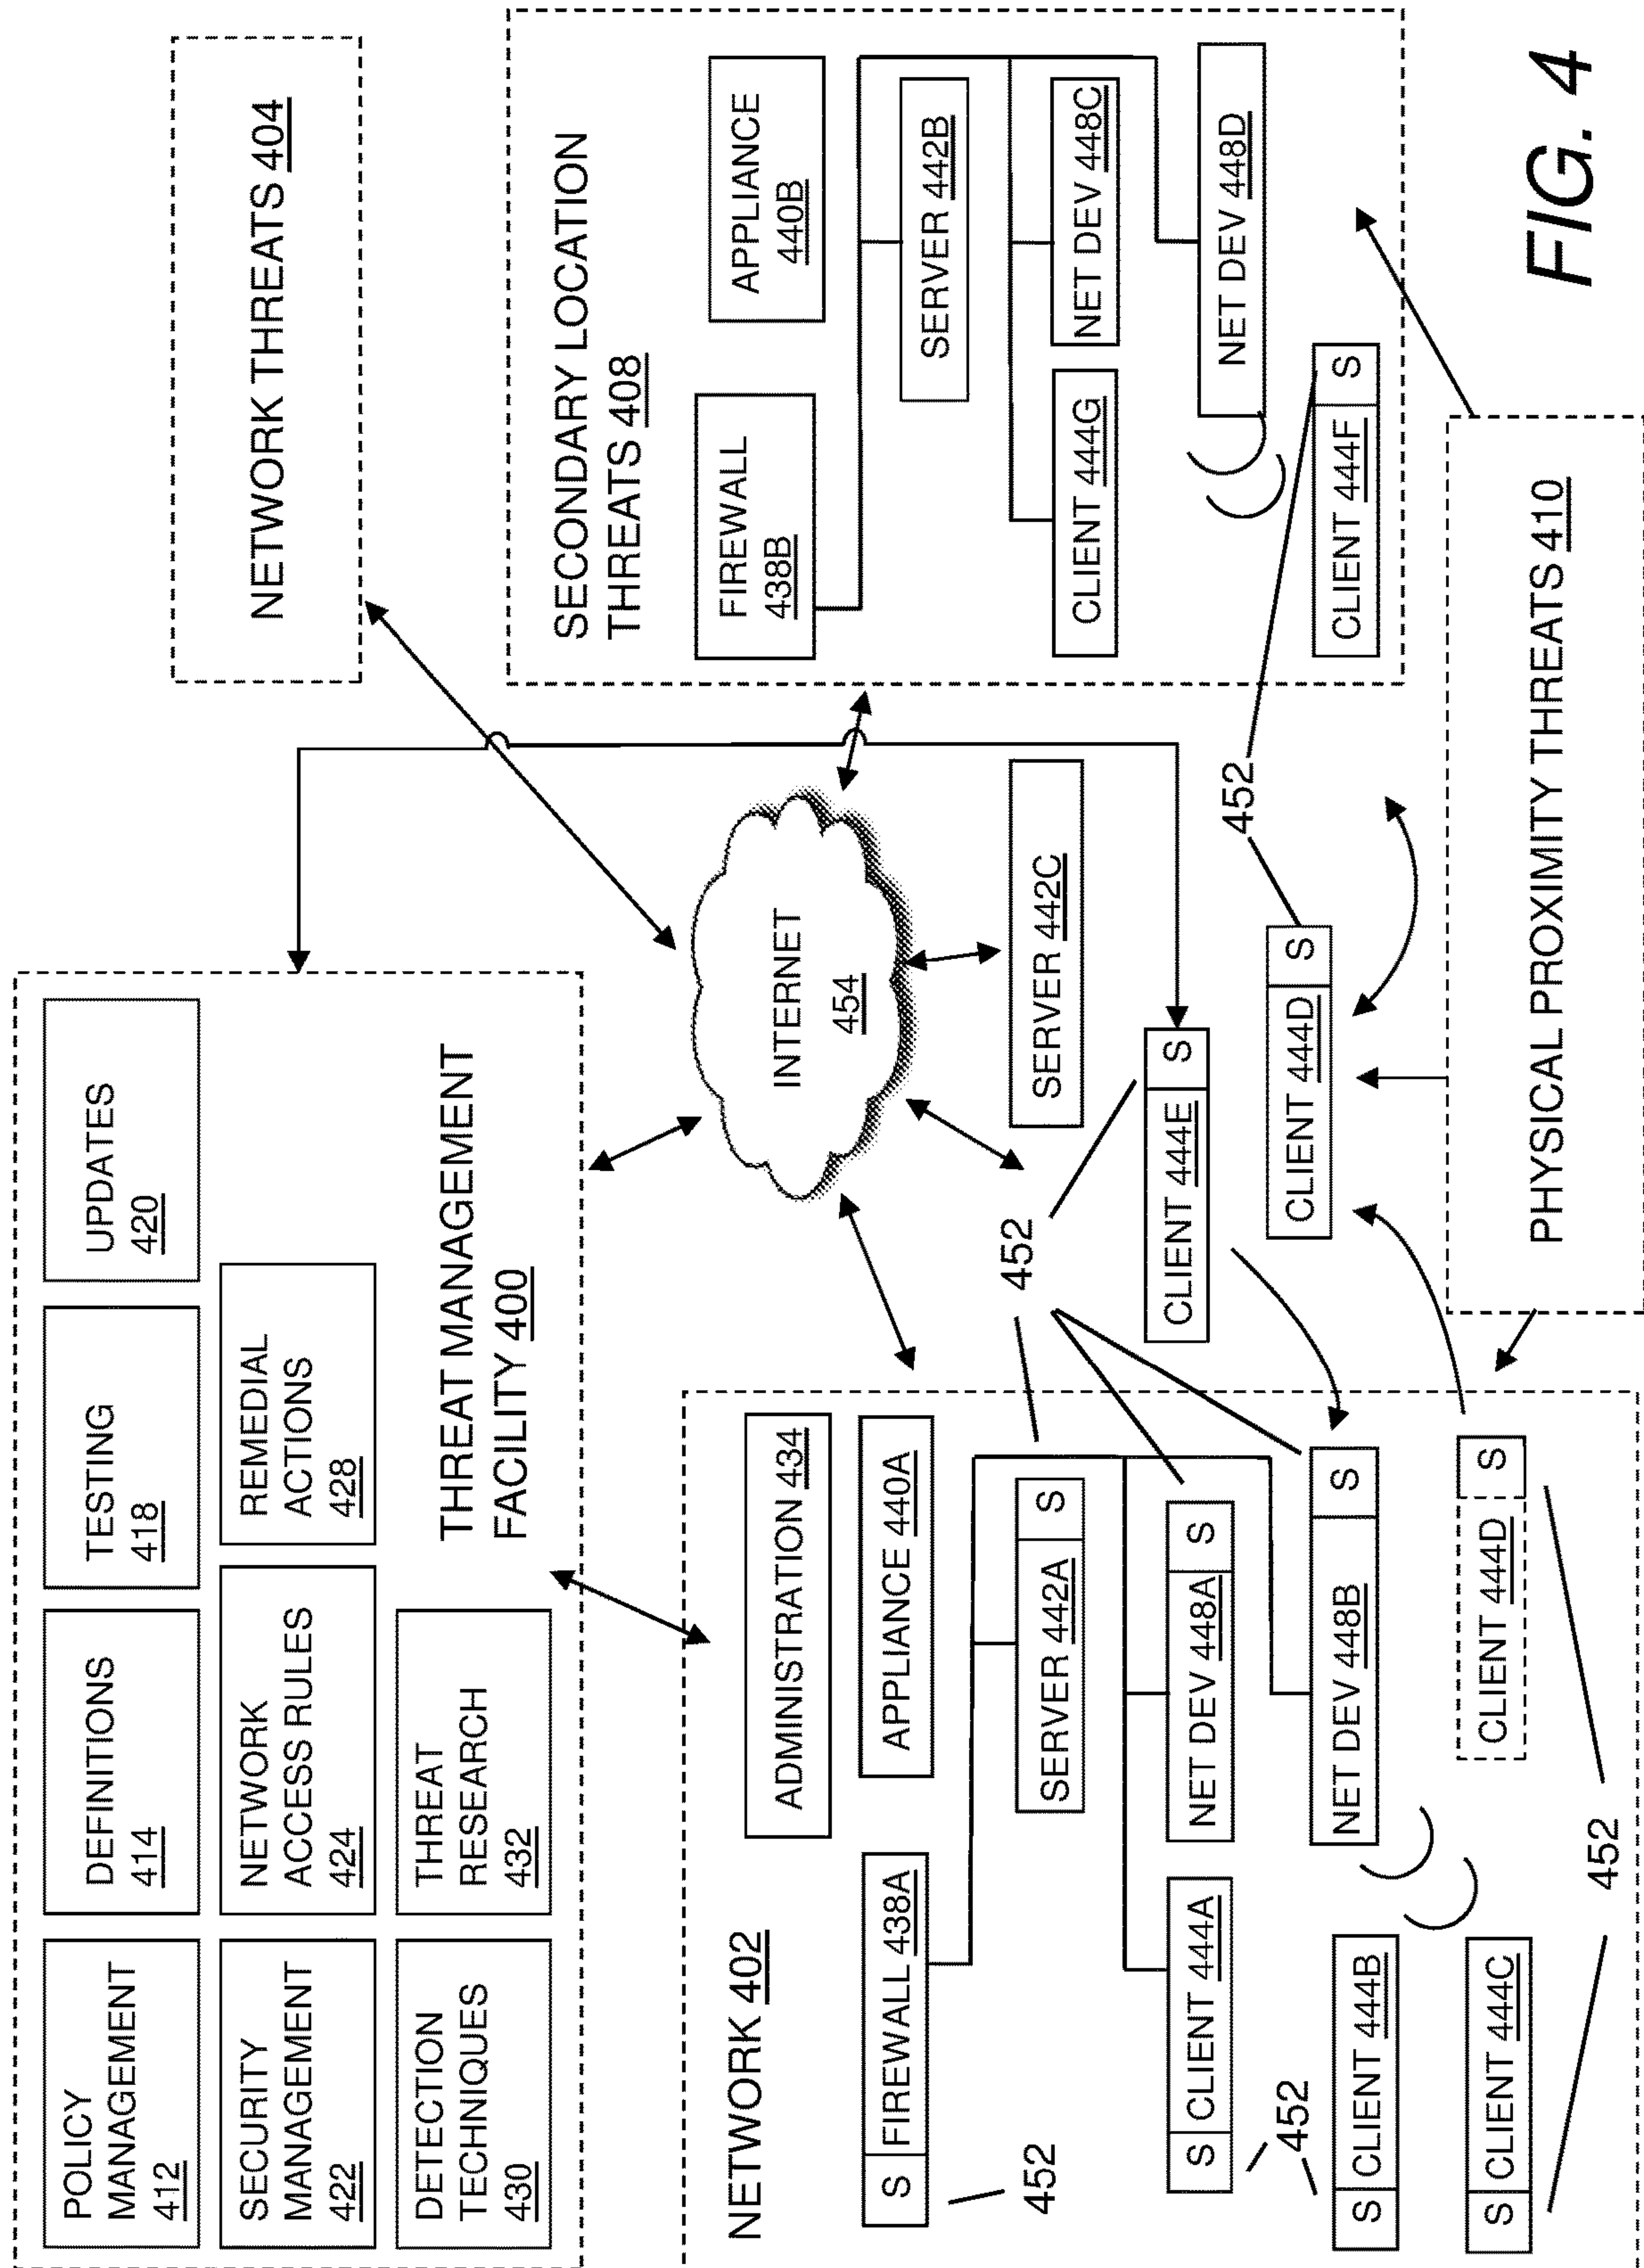 POLICY
MANAGEMENT
412
DEFINITIONS
414
TESTING
418
UPDATES
420
SECURITY
MANAGEMENT
422
NETWORK
ACCESS RULES
424
REMEDIAL
ACTIONS
428
DETECTION
TECHNIQUES
430
THREAT
RESEARCH
432
THREAT MANAGEMENT
FACILITY 400
NETWORK THREATS 404
NETWORK 402
ADMINISTRATION 434
S FIREWALL 438A
APPLIANCE 440A
452
SERVER 442A S
S CLIENT 444A
NET DEV 448A S
452
S CLIENT 444B
NET DEV 448B S
S CLIENT 444C
CLIENT 444D S
452
INTERNET
454
452
SERVER 442C
CLIENT 444E S
452
CLIENT 444D S
SECONDARY LOCATION
THREATS 408
FIREWALL
438B
APPLIANCE
440B
SERVER 442B
CLIENT 444G
NET DEV 448C
NET DEV 448D
CLIENT 444F S
PHYSICAL PROXIMITY THREATS 410
FIG. 4